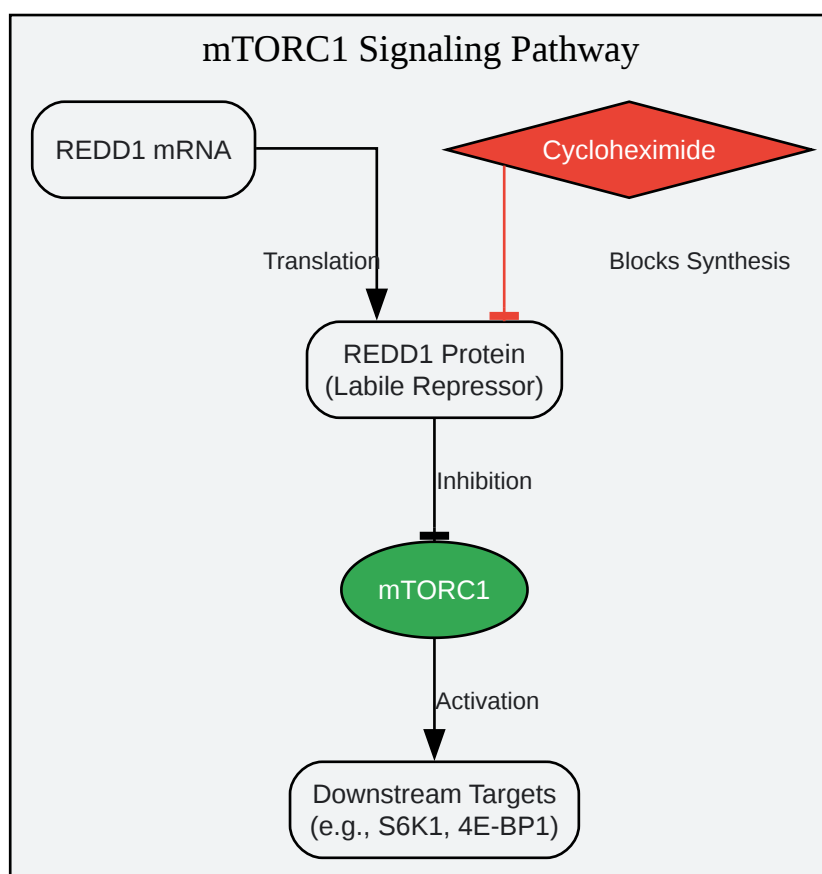 mTORC1 Signaling Pathway
REDD1 mRNA
Cycloheximide
Translation
Blocks Synthesis
REDD1 Protein
(Labile Repressor)
Inhibition
mTORC1
Activation
Downstream Targets
(e.g., S6K1, 4E-BP1)